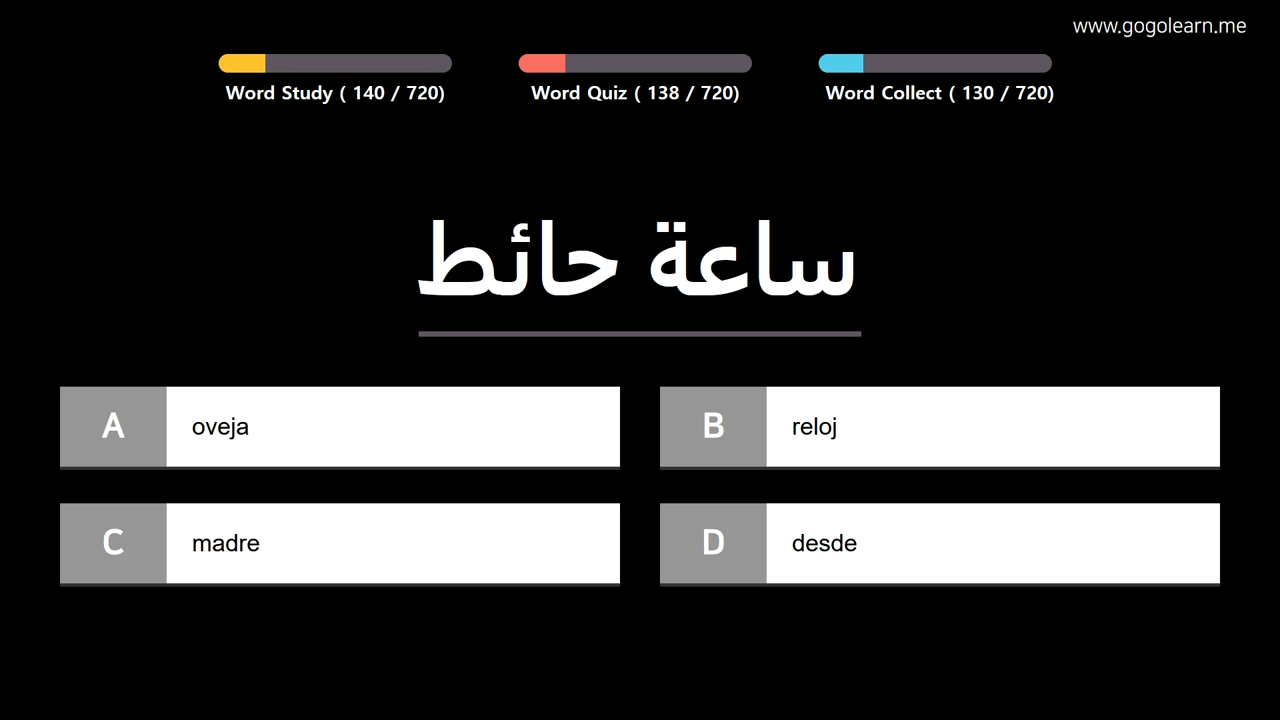 www.gogolearn.me
Word Study ( 140 / 720)
Word Quiz ( 138 / 720)
Word Collect ( 130 / 720)
ساعة حائط
A oveja
B reloj
C madre
D desde